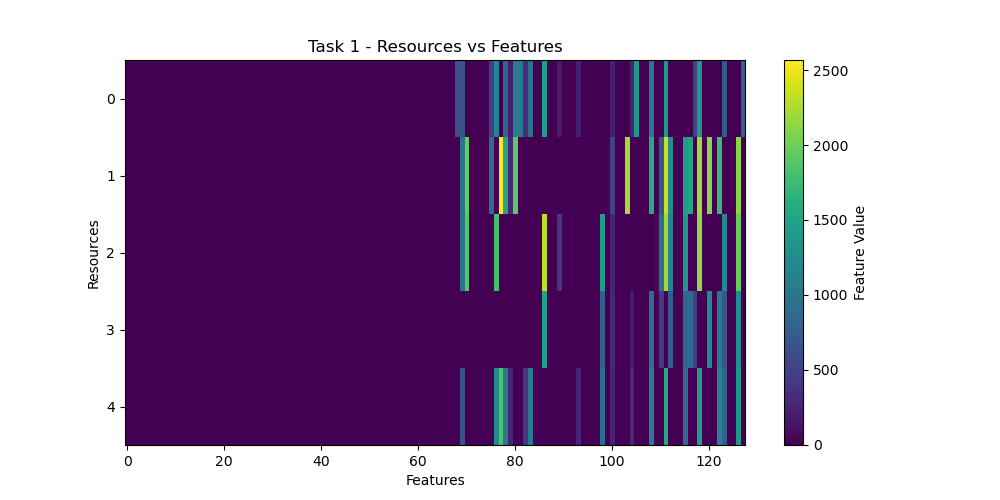 Task 1 - Resources vs Features
Resources
0
1
2
3
4
0 20 40 60 80 100 120
Features
2500
2000
1500
1000
500
0
Feature Value